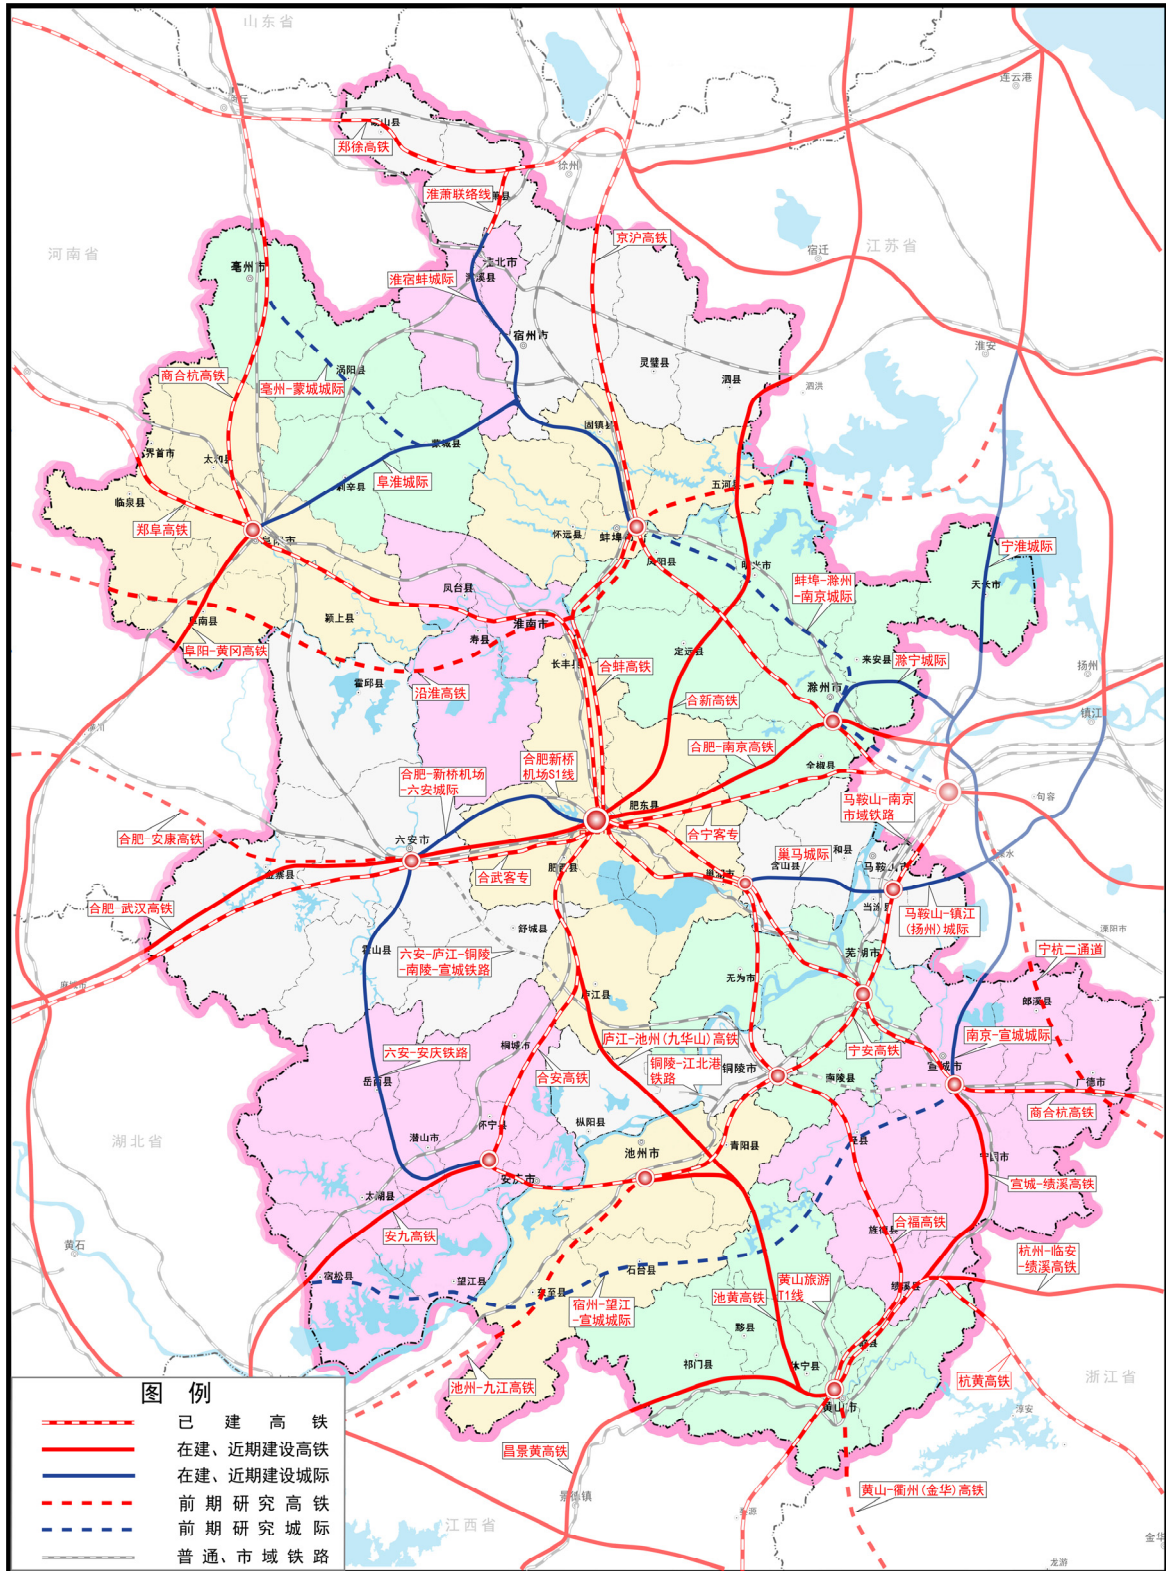 山东省
连云港
商丘
砀山县
郑徐高铁
徐州
萧县
淮萧联络线
京沪高铁
河南省
江苏省
宿迁
亳州市
淮北市
濉溪县
淮宿蚌城际
宿州市
淮安
灵璧县
泗县
泗洪
涡阳县
商合杭高铁
亳州-蒙城城际
固镇县
蒙城县
界首市
太和县
阜淮城际
利辛县
五河县
临泉县
郑阜高铁
怀远县
蚌埠
宁淮城际
阜阳市
凤阳县
明光市
蚌埠-滁州
-南京城际
天长市
凤台县
颍上县
阜南县
淮南市
寿县
阜阳-黄冈高铁
定远县
来安县
滁宁城际
扬州
长丰县
合蚌高铁
霍邱县
沿淮高铁
滁州市
合新高铁
镇江
潢川
合肥-南京高铁
合肥新桥
机场S1线
全椒县
合肥-新桥机场
-六安城际
肥东县
马鞍山-南京
市域铁路
句容
合肥-安康高铁
六安市
合宁客专
巢马城际
和县
溧水
合武客专
肥西县
含山县
马鞍山市
金寨县
巢湖市
当涂县
合肥-武汉高铁
马鞍山-镇江
(扬州)城际
舒城县
溧阳市
霍山县
六安-庐江-铜陵
-南陵-宣城铁路
芜湖市
宁杭二通道
麻城市
无为市
庐江县
郎溪县
庐江-池州(九华山)高铁
南京-宣城城际
六安-安庆铁路
桐城市
宁安高铁
铜陵-江北港
铁路
铜陵市
宣城市
岳西县
合安高铁
南陵县
广德市
商合杭高铁
枞阳县
怀宁县
潜山市
湖北省
青阳县
泾县
池州市
宁国市
安庆市
宣城-绩溪高铁
太湖县
合福高铁
旌德县
安九高铁
黄石
杭州-临安
-绩溪高铁
石台县
宿松县
望江县
黄山旅游
T1线
绩溪县
东至县
池黄高铁
宿州-望江
-宣城城际
黟县
歙县
祁门县
休宁县
浙江省
池州-九江高铁
杭黄高铁
黄山市
淳安
昌景黄高铁
景德镇
黄山-衢州(金华)高铁
婺源
江西省
金华
龙游
图 例
已建高铁
在建、近期建设高铁
在建、近期建设城际
前期研究高铁
前期研究城际
普通、市域铁路